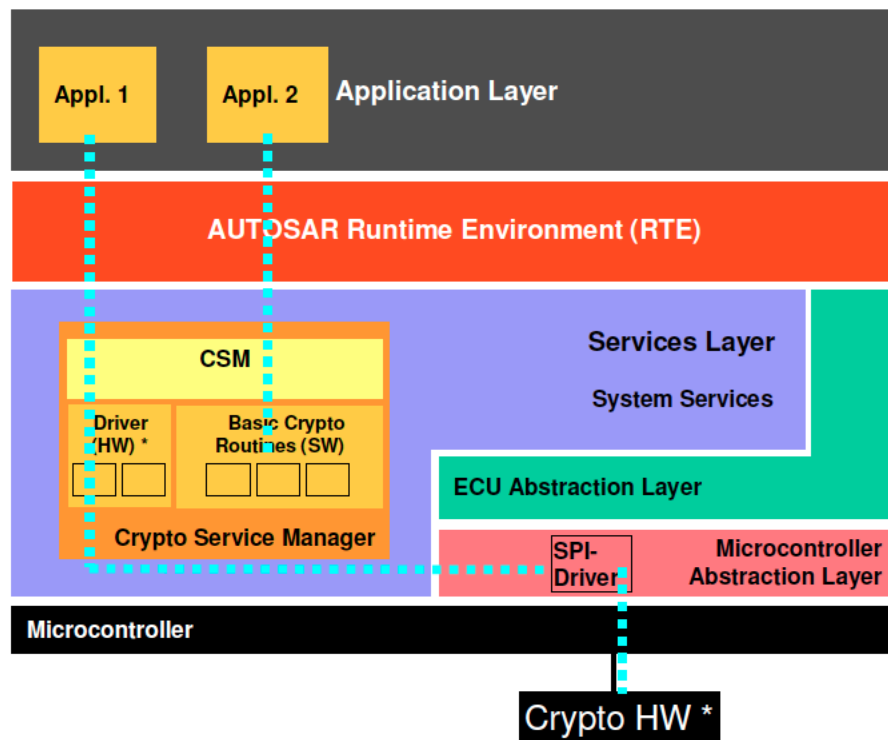 Appl. 1
Appl. 2
Application Layer
AUTOSAR Runtime Environment (RTE)
Services Layer
System Services
CSM
Driver
(HW) *
Basic Crypto
Routines (SW)
Crypto Service Manager
ECU Abstraction Layer
SPI-
Driver
Microcontroller
Abstraction Layer
Microcontroller
Crypto HW *